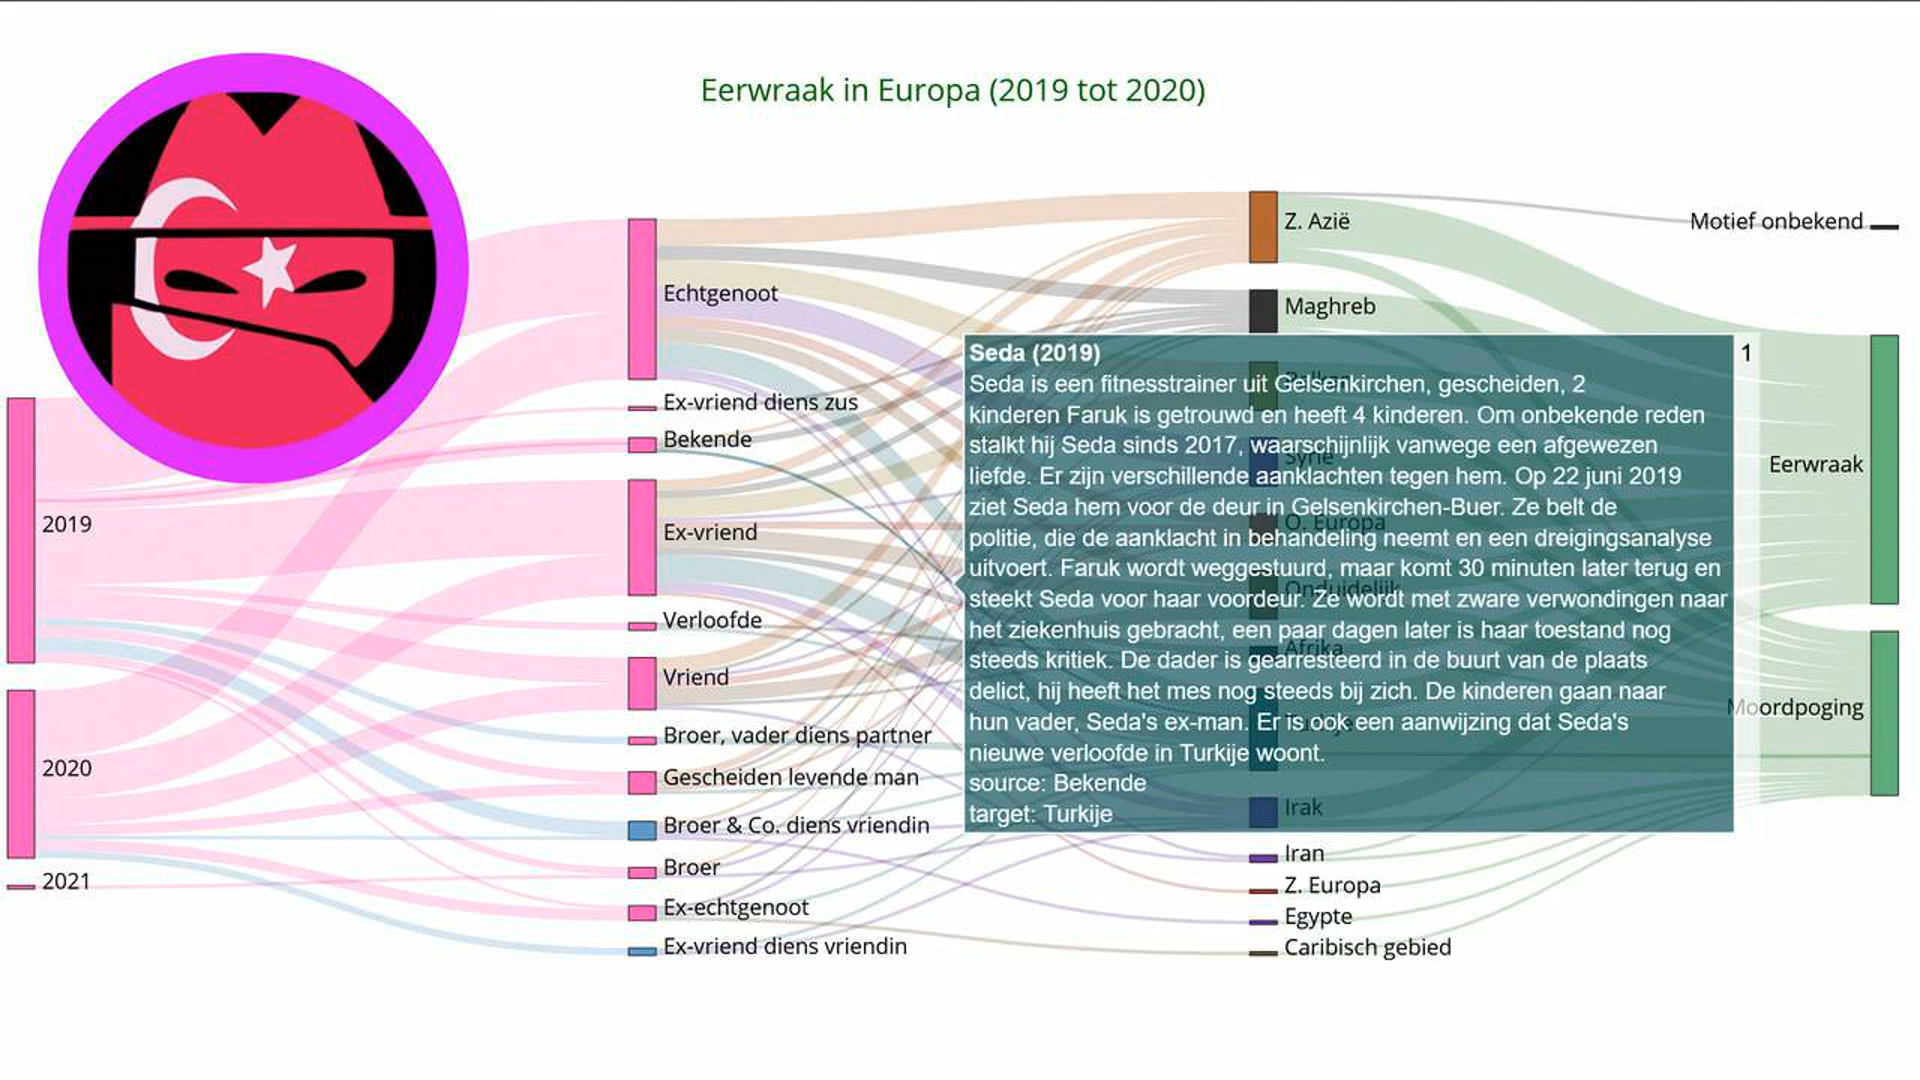 Eerwraak in Europa (2019 tot 2020)
2019
2020
2021
Echtgenoot
Ex-vriend diens zus
Bekende
Ex-vriend
Verloofde
Vriend
Broer, vader diens partner
Gescheiden levende man
Broer & Co. diens vriendin
Broer
Ex-echtgenoot
Ex-vriend diens vriendin
Z. Azië
Maghreb
Seda (2019)
Seda is een fitnesstrainer uit Gelsenkirchen, gescheiden, 2
kinderen Faruk is getrouwd en heeft 4 kinderen. Om onbekende reden
stalkt hij Seda sinds 2017, waarschijnlijk vanwege een afgewezen
liefde. Er zijn verschillende aanklachten tegen hem. Op 22 juni 2019
ziet Seda hem voor de deur in Gelsenkirchen-Buer. Ze belt de
politie, die de aanklacht in behandeling neemt en een dreigingsanalyse
uitvoert. Faruk wordt weggestuurd, maar komt 30 minuten later terug en
steekt Seda voor haar voordeur. Ze wordt met zware verwondingen naar
het ziekenhuis gebracht, een paar dagen later is haar toestand nog
steeds kritiek. De dader is gearresteerd in de buurt van de plaats
delict, hij heeft het mes nog steeds bij zich. De kinderen gaan naar
hun vader, Seda's ex-man. Er is ook een aanwijzing dat Seda's
nieuwe verloofde in Turkije woont.
source: Bekende
target: Turkije
1
Syrië
O. Europa
Onduidelijk
Afrika
Irak
Iran
Z. Europa
Egypte
Caribisch gebied
Motief onbekend
Eerwraak
Moordpoging